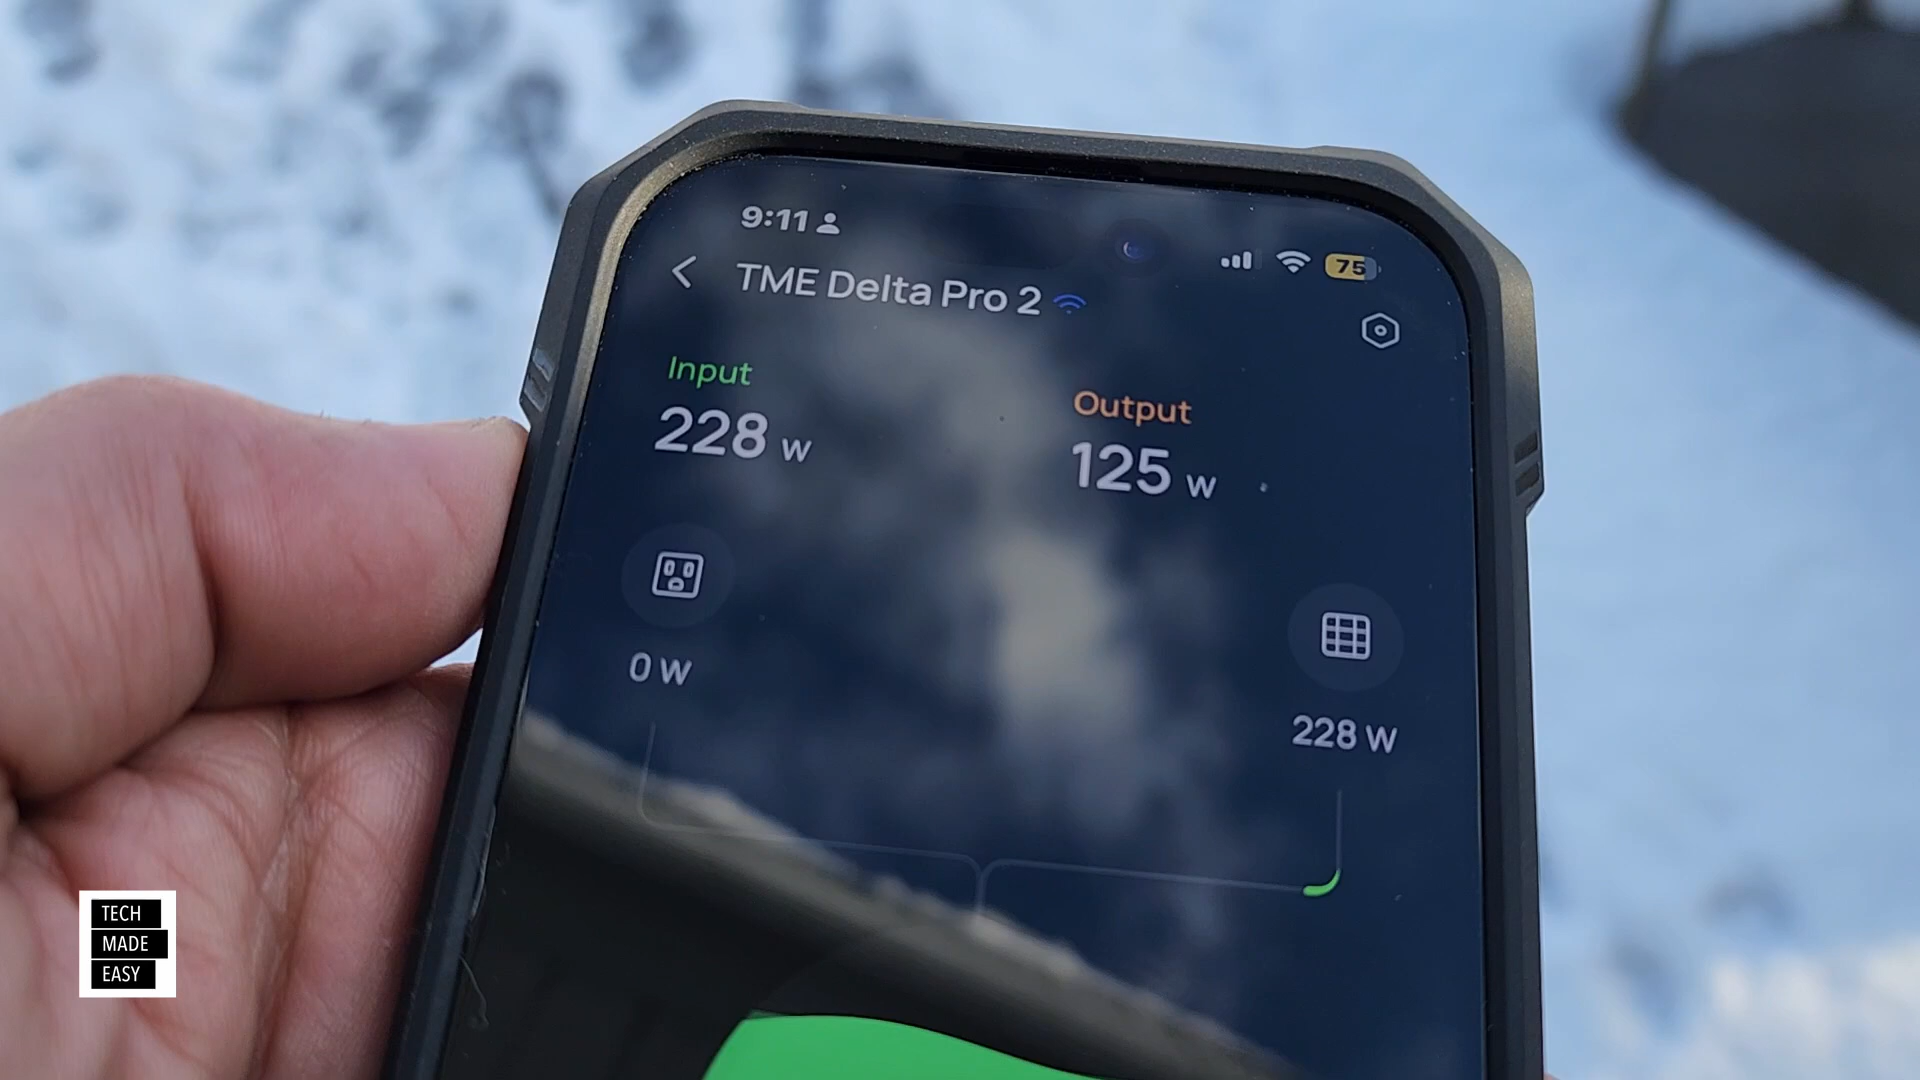 9:11
75
TME Delta Pro 2
Input
228 W
Output
125 W
0 W
228 W
TECH
MADE
EASY